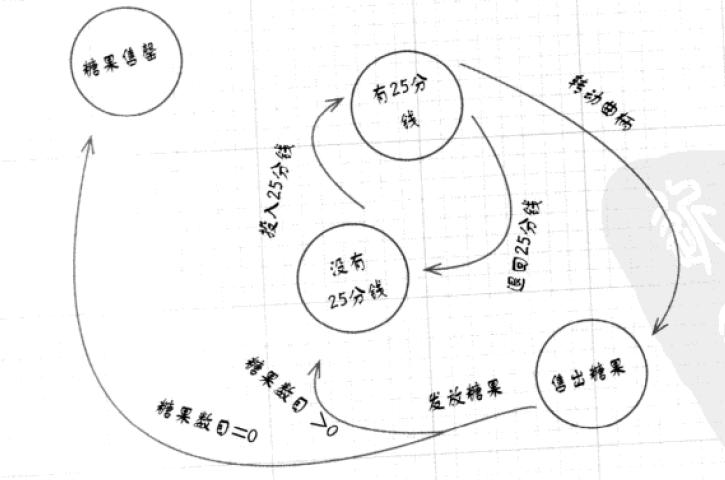 糖果售罄
有25分
钱
转动曲柄
投入25分钱
退回25分钱
没有
25分钱
售出糖果
发放糖果
糖果数目>0
糖果数目=0